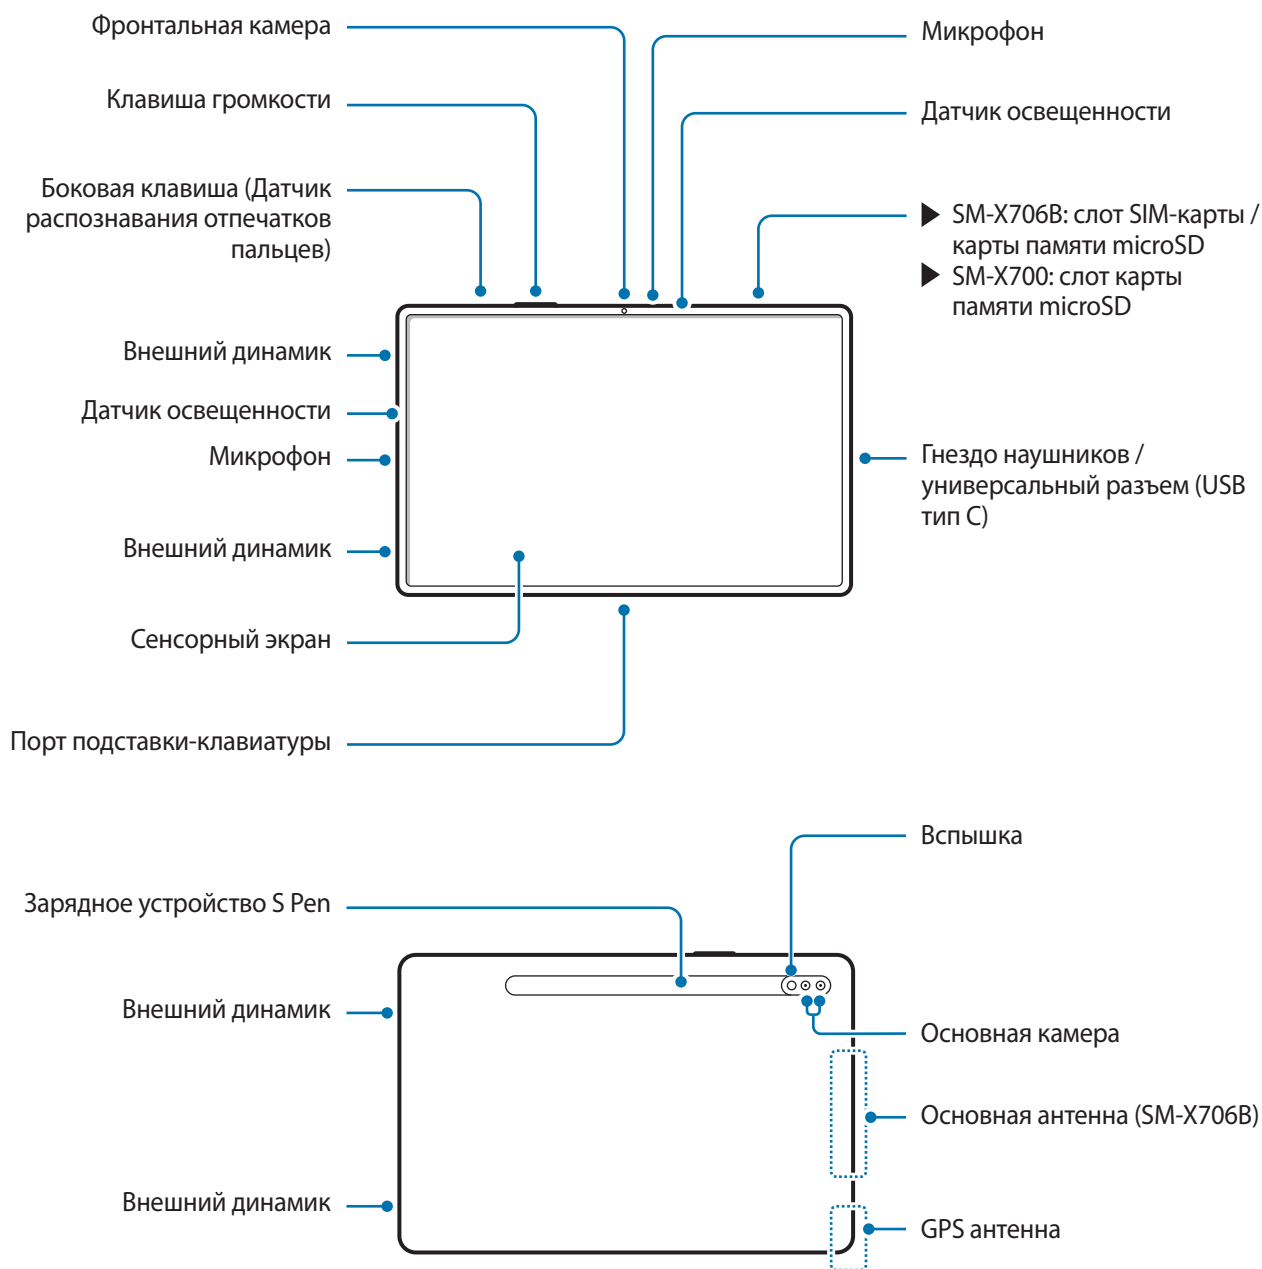 Фронтальная камера
Клавиша громкости
Боковая клавиша (Датчик
распознавания отпечатков
пальцев)
Внешний динамик
Датчик освещенности
Микрофон
Внешний динамик
Сенсорный экран
Порт подставки-клавиатуры
Микрофон
Датчик освещенности
SM-X706B: слот SIM-карты /
карты памяти microSD
SM-X700: слот карты
памяти microSD
Гнездо наушников /
универсальный разъем (USB
тип C)
Зарядное устройство S Pen
Внешний динамик
Внешний динамик
Вспышка
Основная камера
Основная антенна (SM-X706B)
GPS антенна